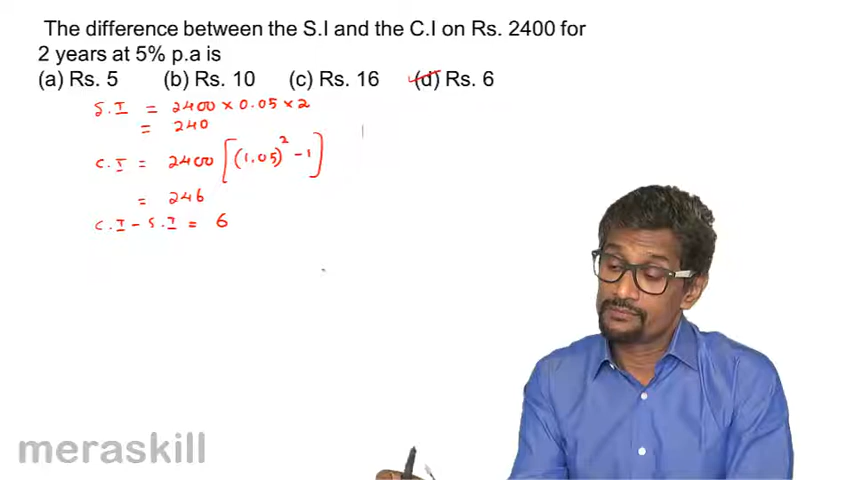 The difference between the S.I and the C.I on Rs. 2400 for
2 years at 5% p.a is
(a) Rs. 5 (b) Rs. 10 (c) Rs. 16 (d) Rs. 6
S.I = 2400 × 0.05 × 2
= 240
C.I = 2400 [(1.05)² - 1]
= 246
C.I - S.I = 6
meraskill